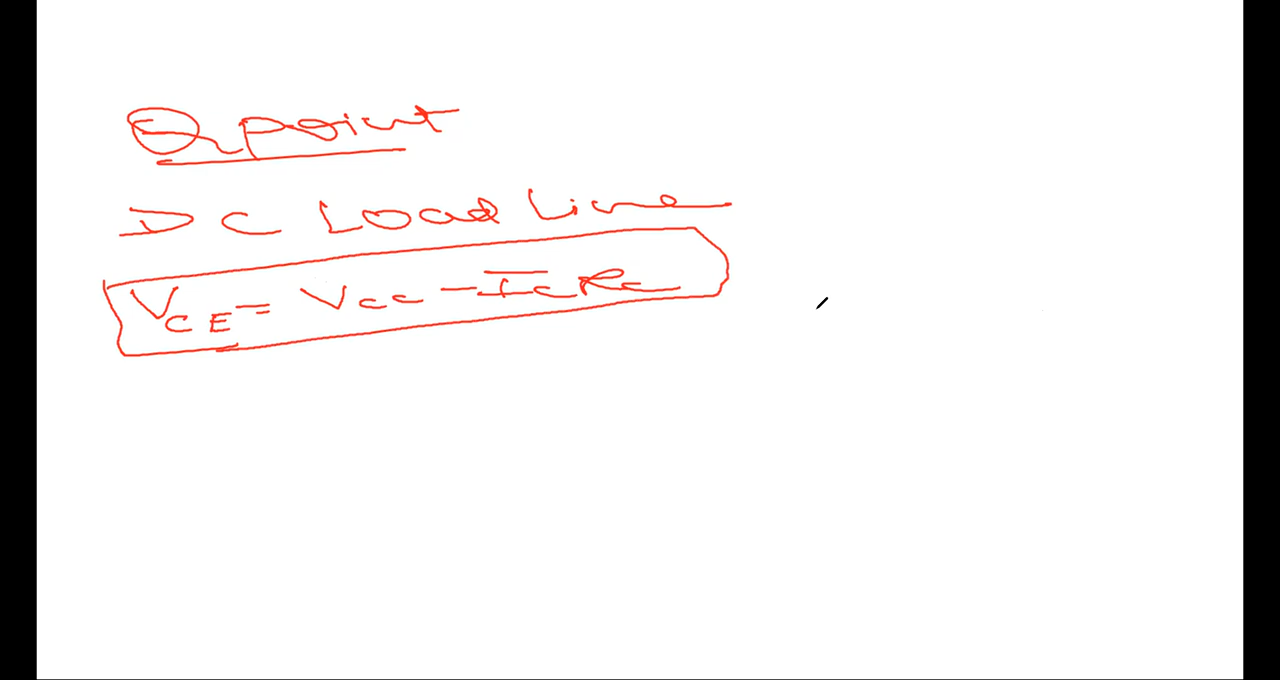 Q point
DC Load Line
VCE = VCC - ICRC